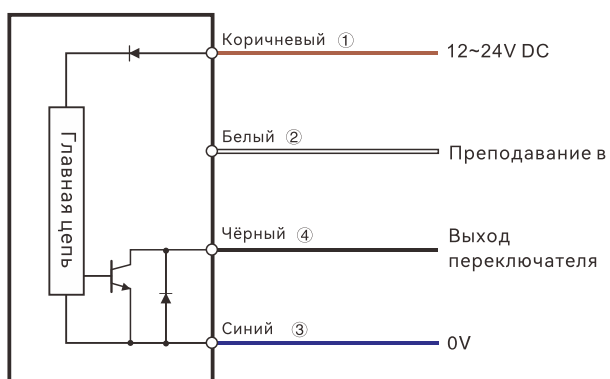 Коричневый ①
12~24V DC
Главная цепь
Белый ②
Преподавание в
Чёрный ④
Выход
переключателя
Синий ③
0V